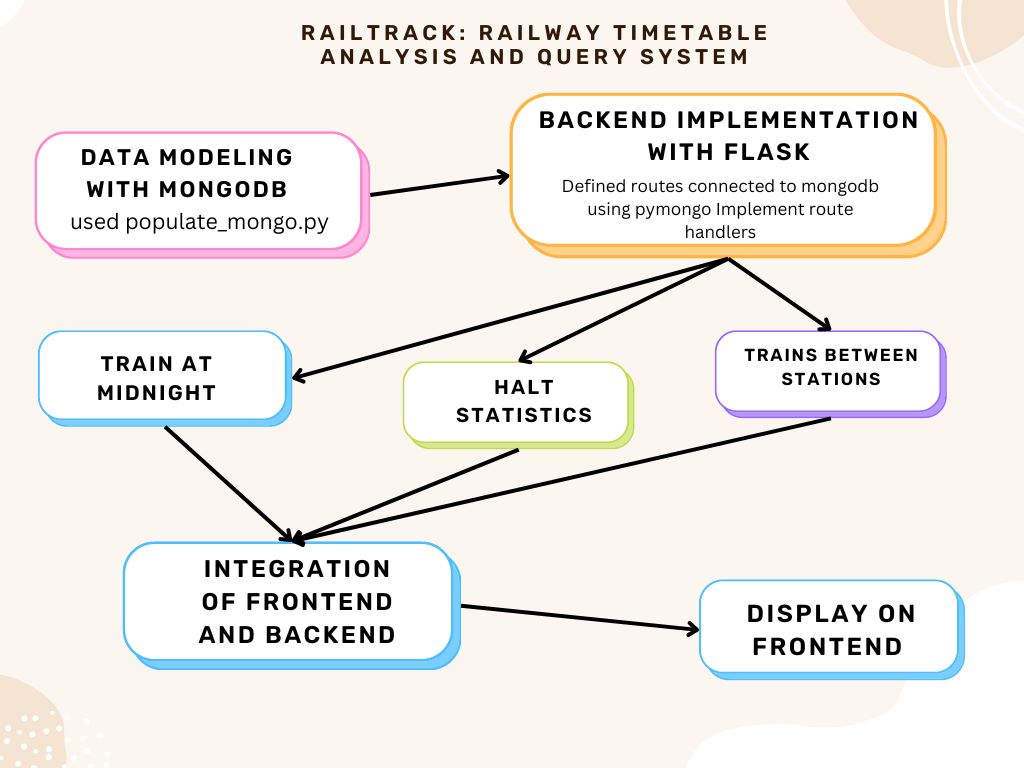 RAILTRACK: RAILWAY TIMETABLE
ANALYSIS AND QUERY SYSTEM
DATA MODELING
WITH MONGODB
used populate_mongo.py
BACKEND IMPLEMENTATION
WITH FLASK
Defined routes connected to mongodb
using pymongo Implement route
handlers
TRAIN AT
MIDNIGHT
HALT
STATISTICS
TRAINS BETWEEN
STATIONS
INTEGRATION
OF FRONTEND
AND BACKEND
DISPLAY ON
FRONTEND